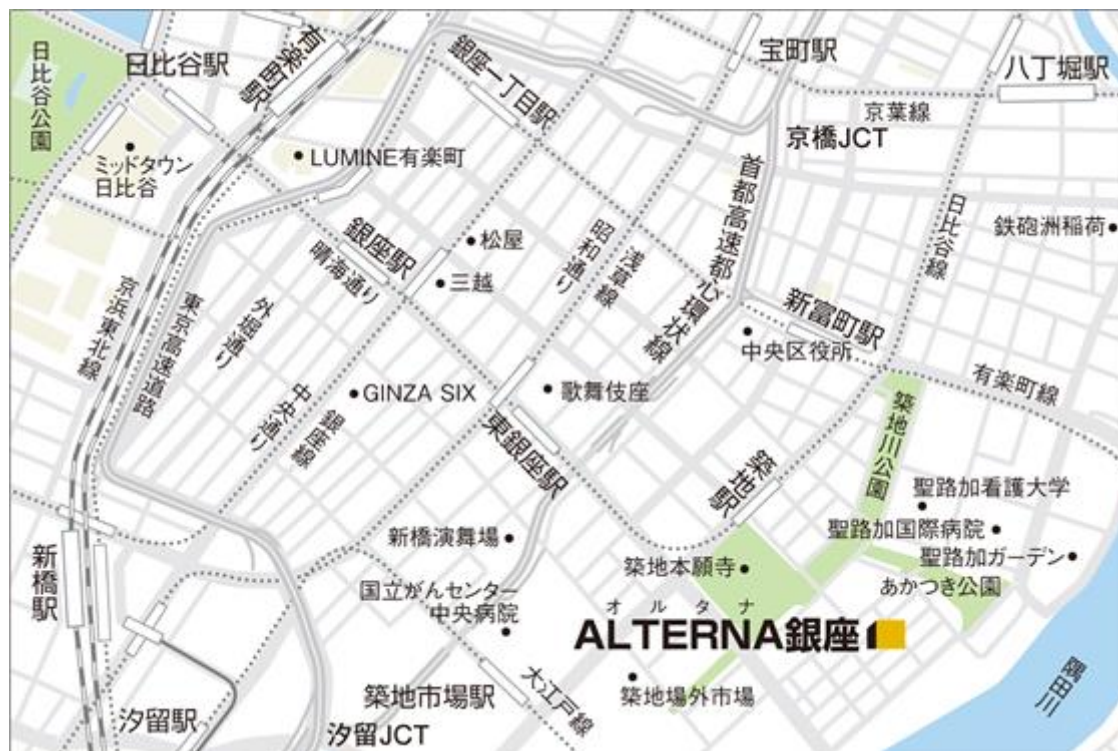 日比谷公園
日比谷駅
有楽町駅
銀座一丁目駅
宝町駅
八丁堀駅
京葉線
京橋JCT
ミッドタウン
日比谷
LUMINE有楽町
首都高速都心環状線
日比谷線
鉄砲洲稲荷
銀座駅
晴海通り
松屋
三越
昭和通り
浅草線
京浜東北線
東京高速道路
外堀通り
中央通り
銀座線
GINZA SIX
歌舞伎座
新富町駅
中央区役所
有楽町線
東銀座駅
築地駅
築地川公園
聖路加看護大学
聖路加国際病院
聖路加ガーデン
あかつき公園
新橋駅
新橋演舞場
国立がんセンター
中央病院
築地本願寺
オルタナ
ALTERNA銀座
築地場外市場
大江戸線
築地市場駅
汐留駅
汐留JCT
隅田川